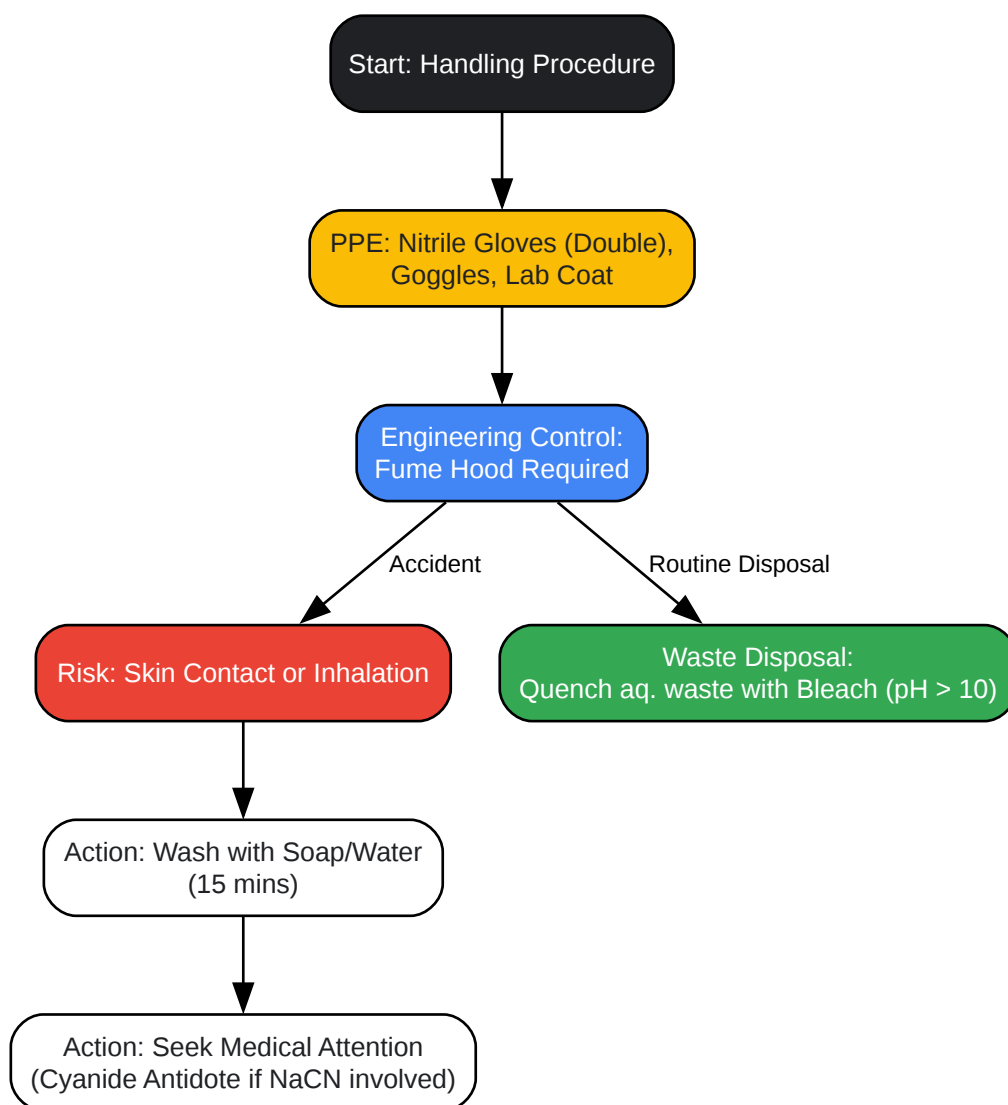 Start: Handling Procedure
PPE: Nitrile Gloves (Double),
Goggles, Lab Coat
Engineering Control:
Fume Hood Required
Accident
Routine Disposal
Risk: Skin Contact or Inhalation
Waste Disposal:
Quench aq. waste with Bleach (pH > 10)
Action: Wash with Soap/Water
(15 mins)
Action: Seek Medical Attention
(Cyanide Antidote if NaCN involved)